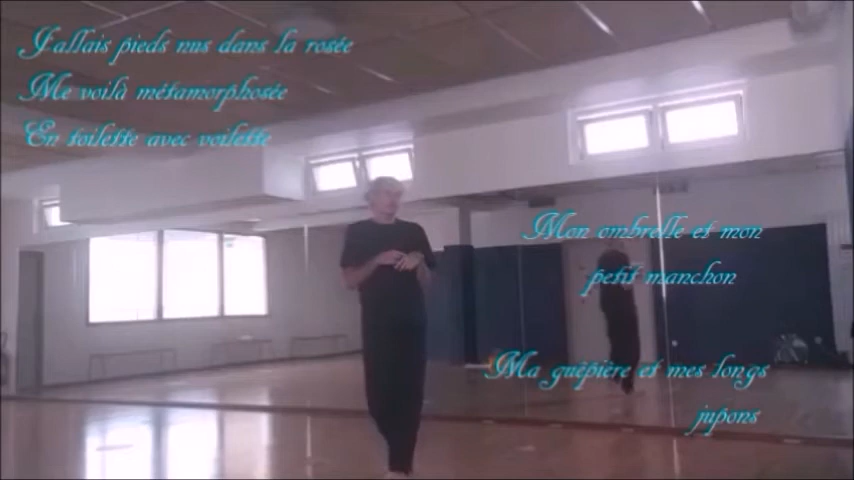 J'allais pieds nus dans la rosée
Me voilà métamorphosée
En toilette avec voilette
Mon ombrelle et mon
petit manchon
Ma guêpière et mes longs
jupons